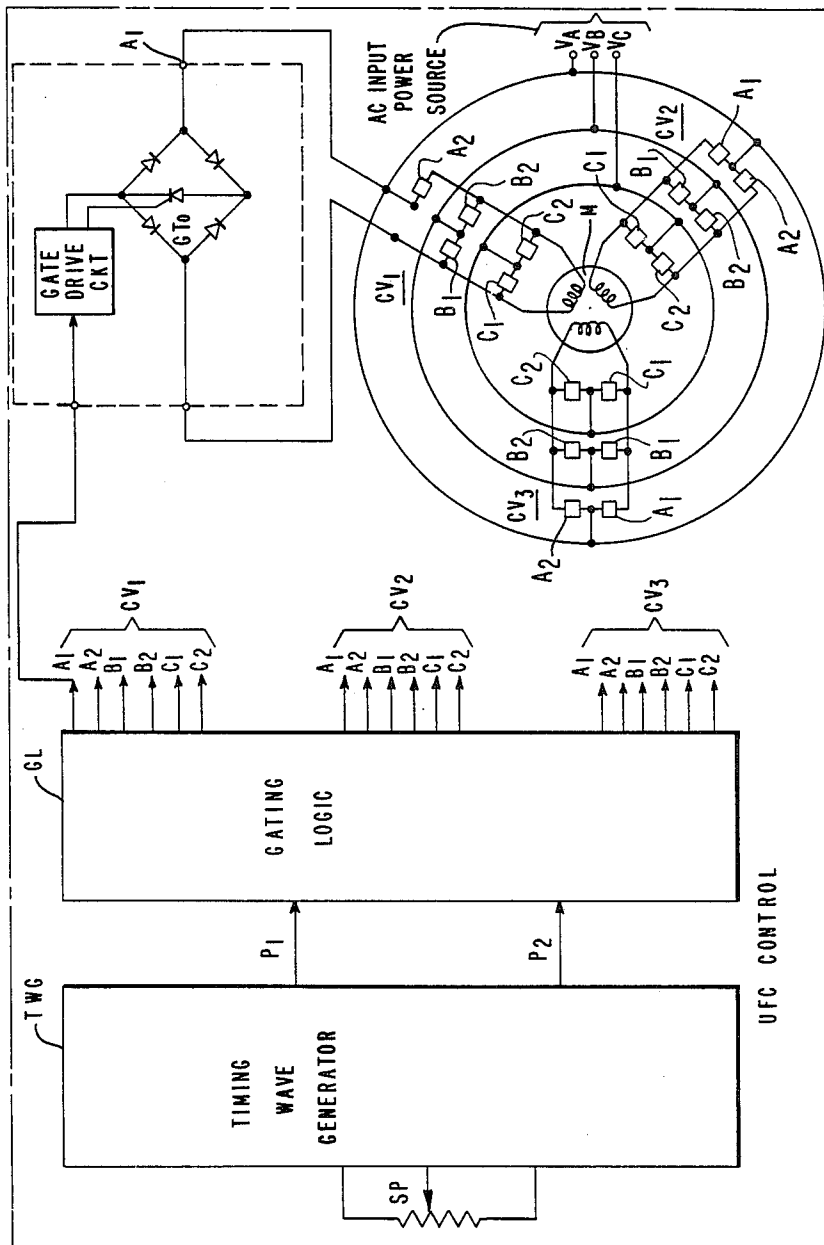 A1
GATE
DRIVE
CKT
GTO
AC INPUT
POWER
SOURCE
VA
VB
VC
CV1
A2
B2
B1
C2
C1
M
CV2
A1
B1
C1
A2
B2
C2
CV3
C2
C1
B2
B1
A2
A1
GL
GATING
LOGIC
A1
A2
B1
B2
C1
C2
CV1
A1
A2
B1
B2
C1
C2
CV2
A1
A2
B1
B2
C1
C2
CV3
P1
P2
TWG
TIMING
WAVE
GENERATOR
SP
UFC CONTROL